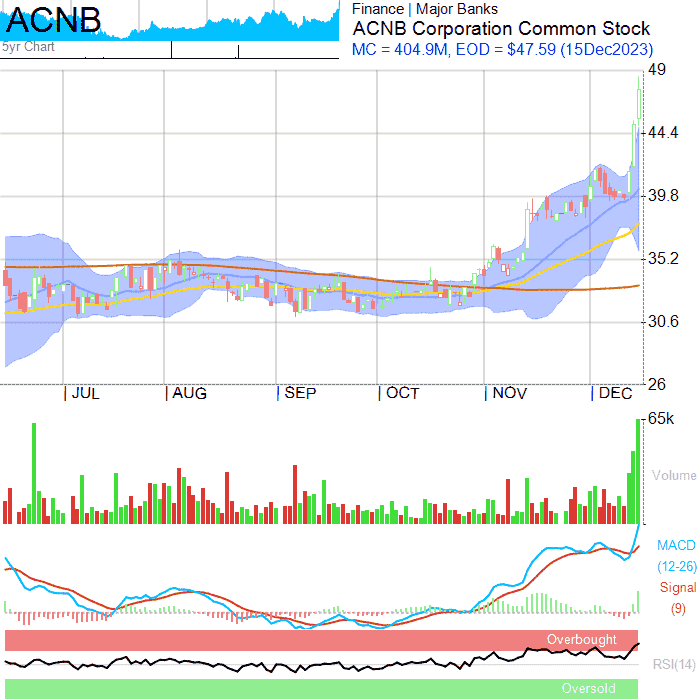 ACNB
5yr Chart
Finance | Major Banks
ACNB Corporation Common Stock
MC = 404.9M, EOD = $47.59 (15Dec2023)
49
44.4
39.8
35.2
30.6
26
| JUL | AUG | SEP | OCT | NOV | DEC
65k
Volume
MACD
(12-26)
Signal
(9)
Overbought
RSI(14)
Oversold